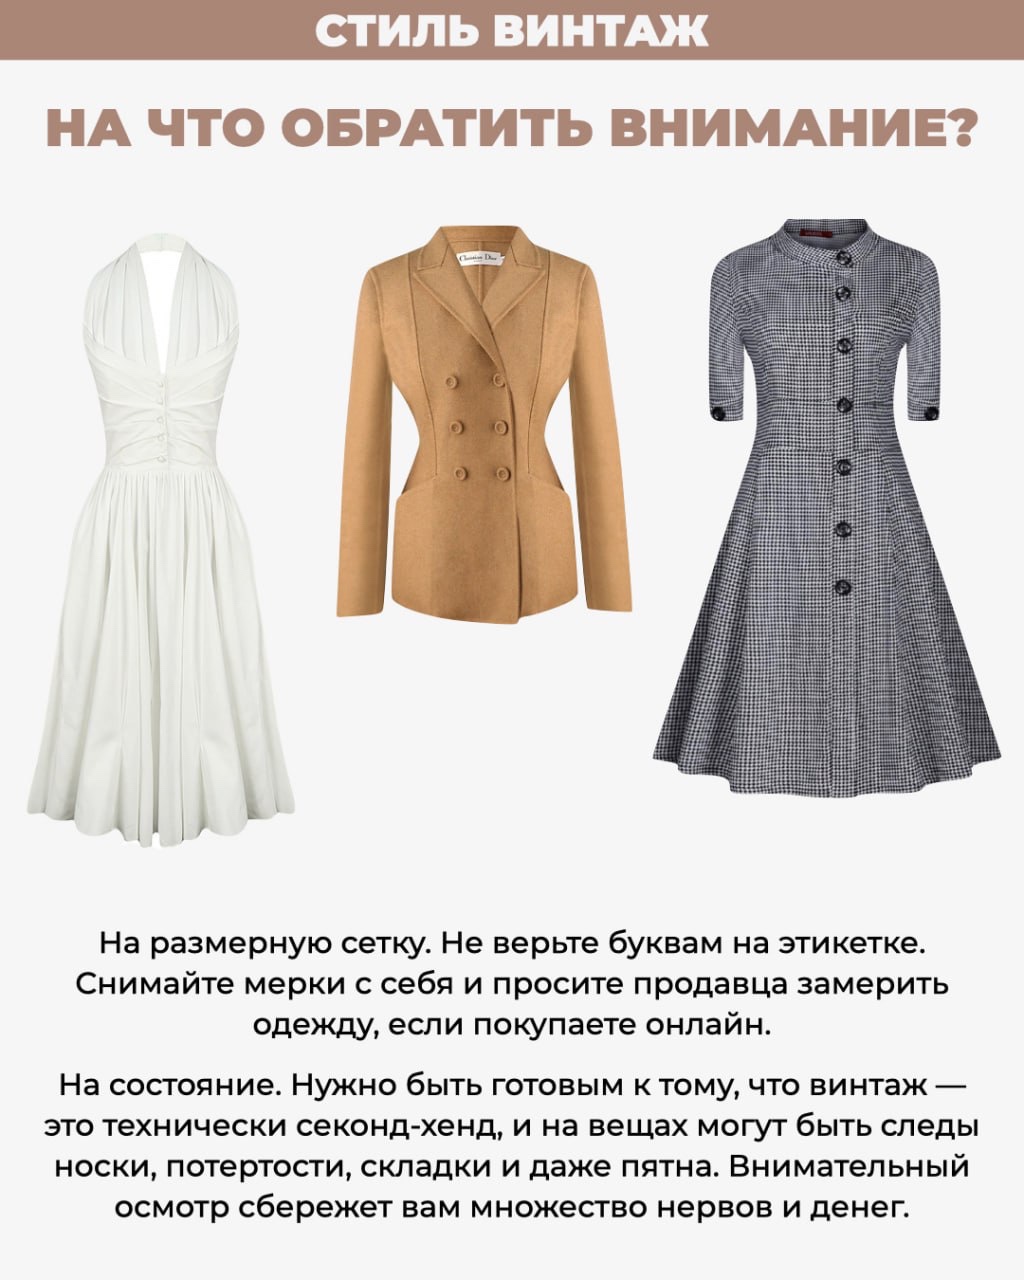 СТИЛЬ ВИНТАЖ
НА ЧТО ОБРАТИТЬ ВНИМАНИЕ?
Christian Dior
На размерную сетку. Не верьте буквам на этикетке.
Снимайте мерки с себя и просите продавца замерить
одежду, если покупаете онлайн.
На состояние. Нужно быть готовым к тому, что винтаж —
это технически секонд-хенд, и на вещах могут быть следы
носки, потертости, складки и даже пятна. Внимательный
осмотр сбережет вам множество нервов и денег.